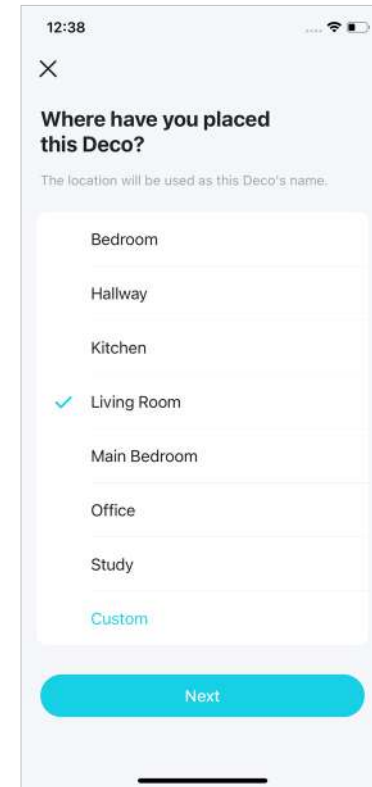 12:38
Where have you placed
this Deco?
The location will be used as this Deco's name.
Bedroom
Hallway
Kitchen
Living Room
Main Bedroom
Office
Study
Custom
Next